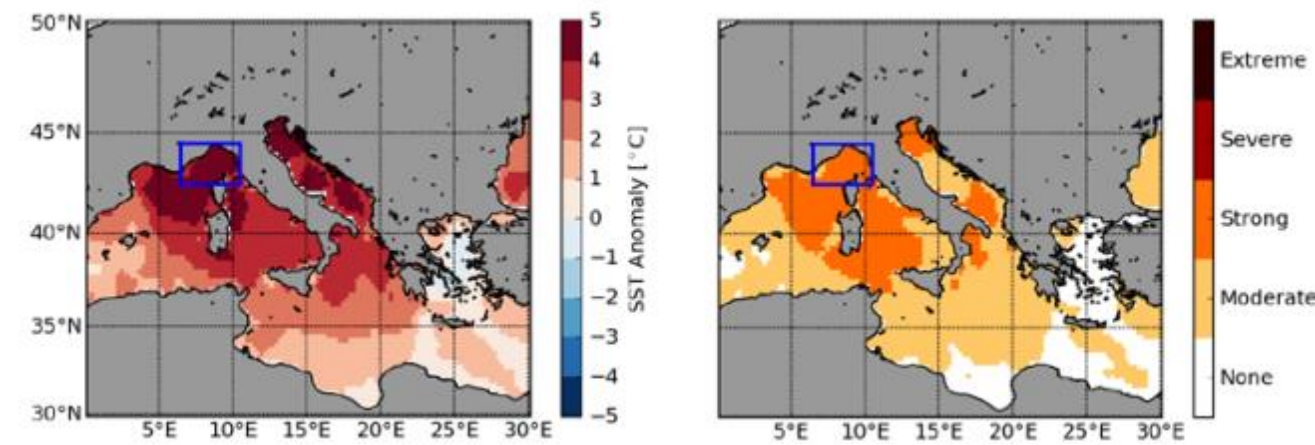 50°N
45°N
40°N
35°N
30°N
5°E 10°E 15°E 20°E 25°E 30°E
5
4
3
2
1
0
−1
−2
−3
−4
−5
SST Anomaly [°C]
5°E 10°E 15°E 20°E 25°E 30°E
Extreme
Severe
Strong
Moderate
None